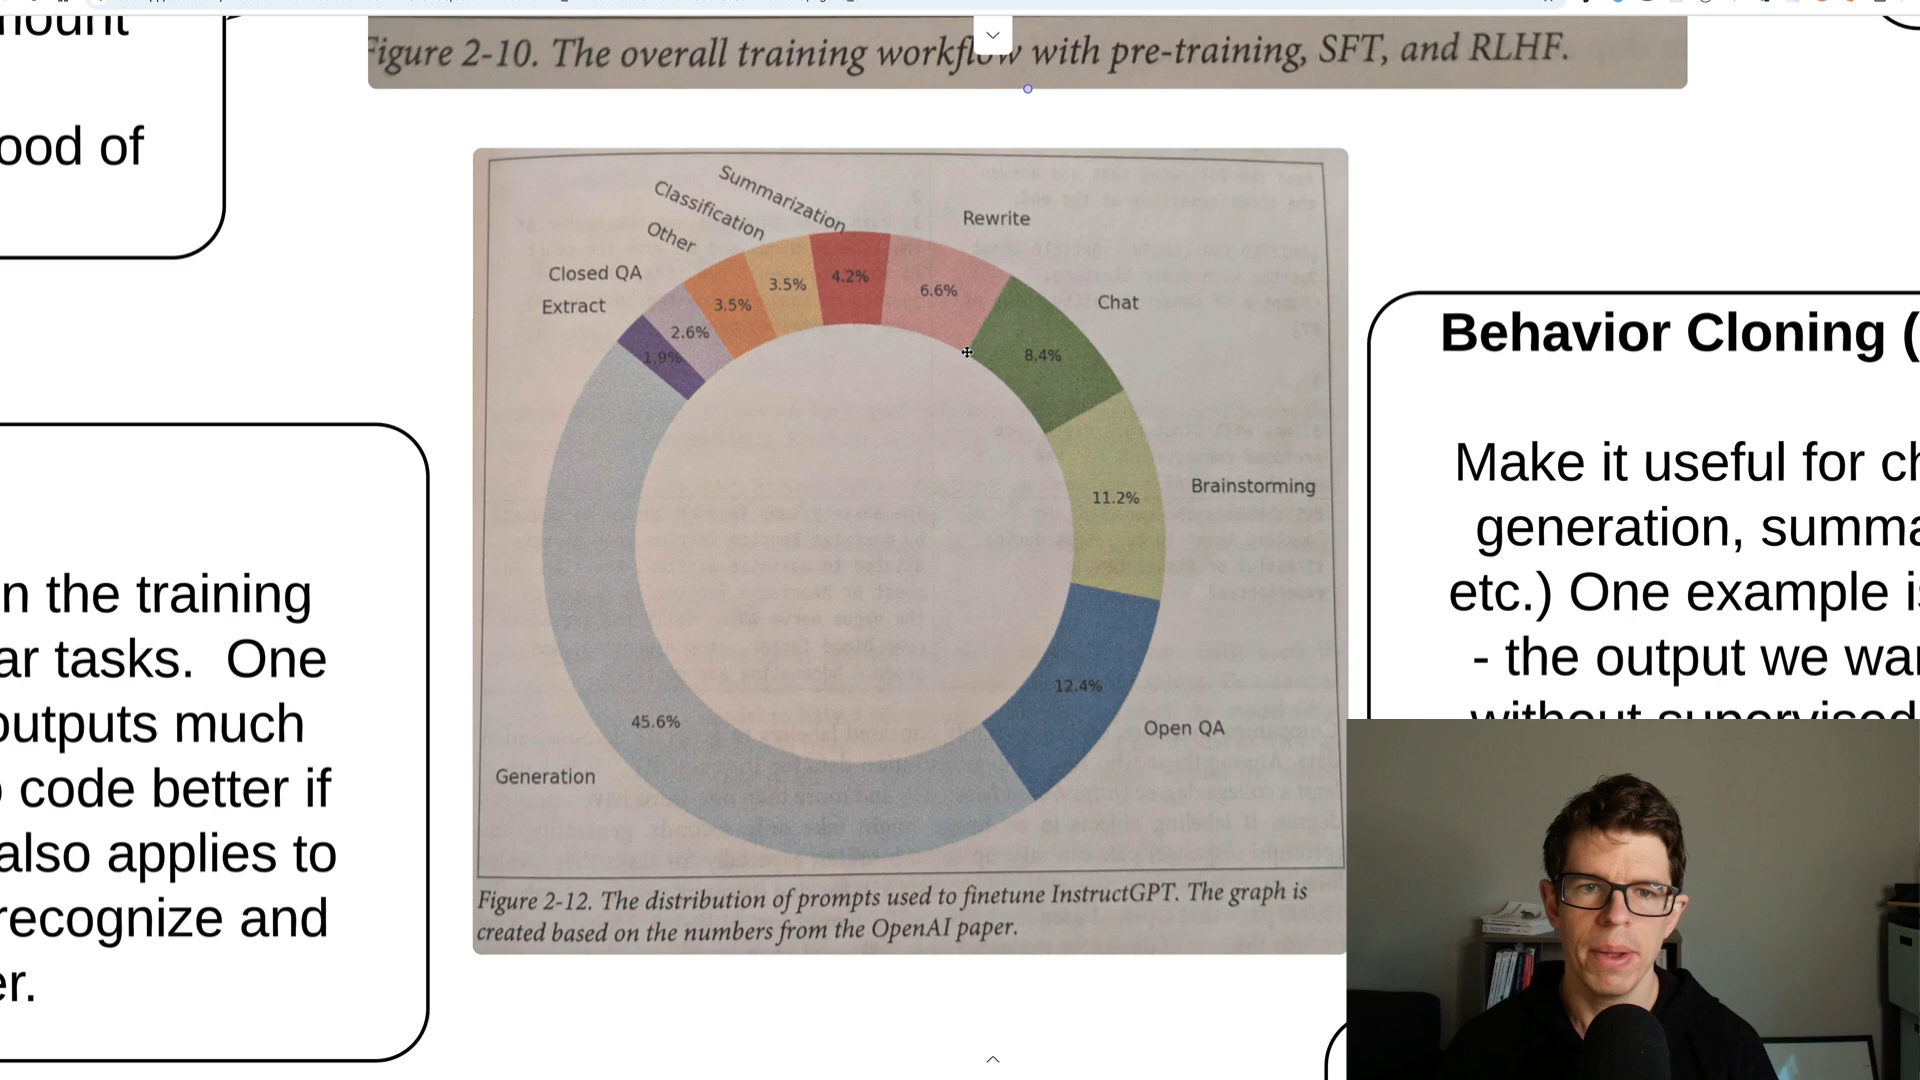 ood of
Figure 2-10. The overall training workflow with pre-training, SFT, and RLHF.
Summarization
Classification
Other
Closed QA
Extract
Rewrite
Chat
Brainstorming
Open QA
Generation
4.2%
3.5%
3.5%
2.6%
1.9%
6.6%
8.4%
11.2%
12.4%
45.6%
Figure 2-12. The distribution of prompts used to finetune InstructGPT. The graph is
created based on the numbers from the OpenAI paper.
n the training
ar tasks. One
outputs much
code better if
also applies to
recognize and
er.
Behavior Cloning (
Make it useful for ch
generation, summa
etc.) One example is
- the output we wan
without supervised